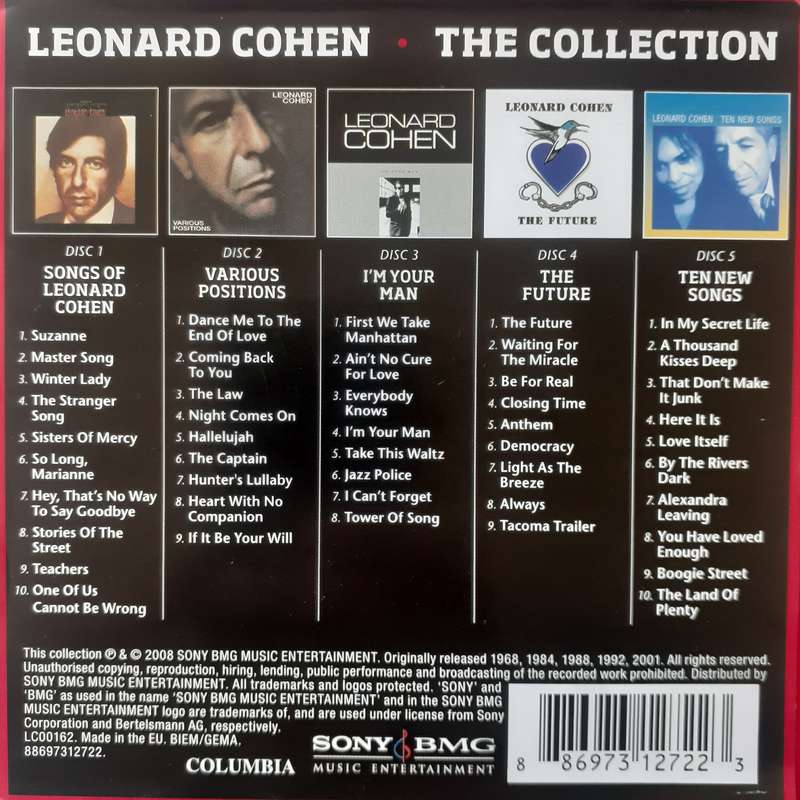 LEONARD COHEN • THE COLLECTION
LEONARD
COHEN
VARIOUS
POSITIONS
LEONARD
COHEN
LEONARD COHEN
THE FUTURE
LEONARD COHEN TEN NEW SONGS
DISC 1
SONGS OF
LEONARD
COHEN
1. Suzanne
2. Master Song
3. Winter Lady
4. The Stranger
Song
5. Sisters Of Mercy
6. So Long,
Marianne
7. Hey, That's No Way
To Say Goodbye
8. Stories Of The
Street
9. Teachers
10. One Of Us
Cannot Be Wrong
DISC 2
VARIOUS
POSITIONS
1. Dance Me To The
End Of Love
2. Coming Back
To You
3. The Law
4. Night Comes On
5. Hallelujah
6. The Captain
7. Hunter's Lullaby
8. Heart With No
Companion
9. If It Be Your Will
DISC 3
I'M YOUR
MAN
1. First We Take
Manhattan
2. Ain't No Cure
For Love
3. Everybody
Knows
4. I'm Your Man
5. Take This Waltz
6. Jazz Police
7. I Can't Forget
8. Tower Of Song
DISC 4
THE
FUTURE
1. The Future
2. Waiting For
The Miracle
3. Be For Real
4. Closing Time
5. Anthem
6. Democracy
7. Light As The
Breeze
8. Always
9. Tacoma Trailer
DISC 5
TEN NEW
SONGS
1. In My Secret Life
2. A Thousand
Kisses Deep
3. That Don't Make
It Junk
4. Here It Is
5. Love Itself
6. By The Rivers
Dark
7. Alexandra
Leaving
8. You Have Loved
Enough
9. Boogie Street
10. The Land Of
Plenty
This collection ℗ & © 2008 SONY BMG MUSIC ENTERTAINMENT. Originally released 1968, 1984, 1988, 1992, 2001. All rights reserved.
Unauthorised copying, reproduction, hiring, lending, public performance and broadcasting of the recorded work prohibited. Distributed by
SONY BMG MUSIC ENTERTAINMENT. All trademarks and logos protected. 'SONY' and
'BMG' as used in the name 'SONY BMG MUSIC ENTERTAINMENT' and in the SONY BMG
MUSIC ENTERTAINMENT logo are trademarks of, and are used under license from Sony
Corporation and Bertelsmann AG, respectively.
LC00162. Made in the EU. BIEM/GEMA.
88697312722.
COLUMBIA
SONY BMG
MUSIC ENTERTAINMENT
8 86973 12722 3